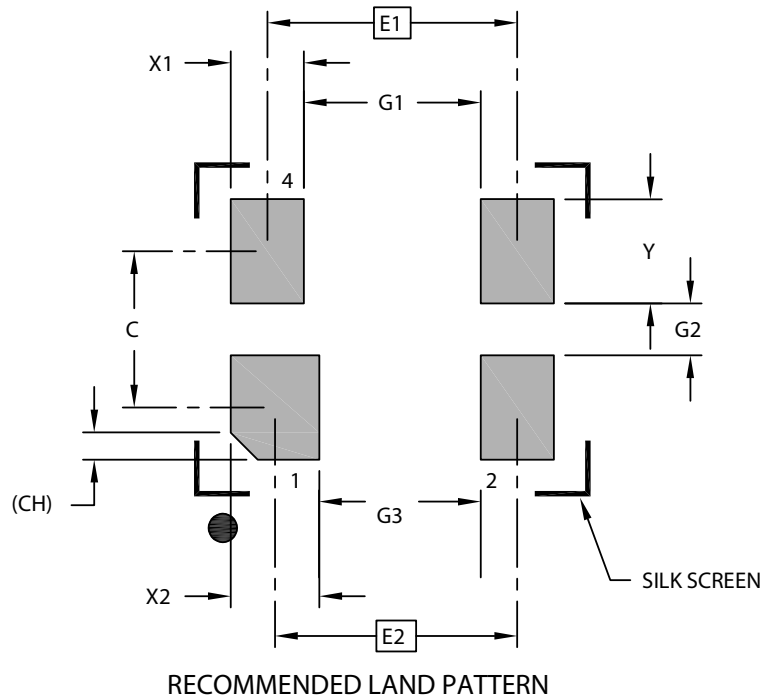 E1
X1
G1
4
Y
C
G2
(CH)
1
2
G3
SILK SCREEN
X2
E2
RECOMMENDED LAND PATTERN